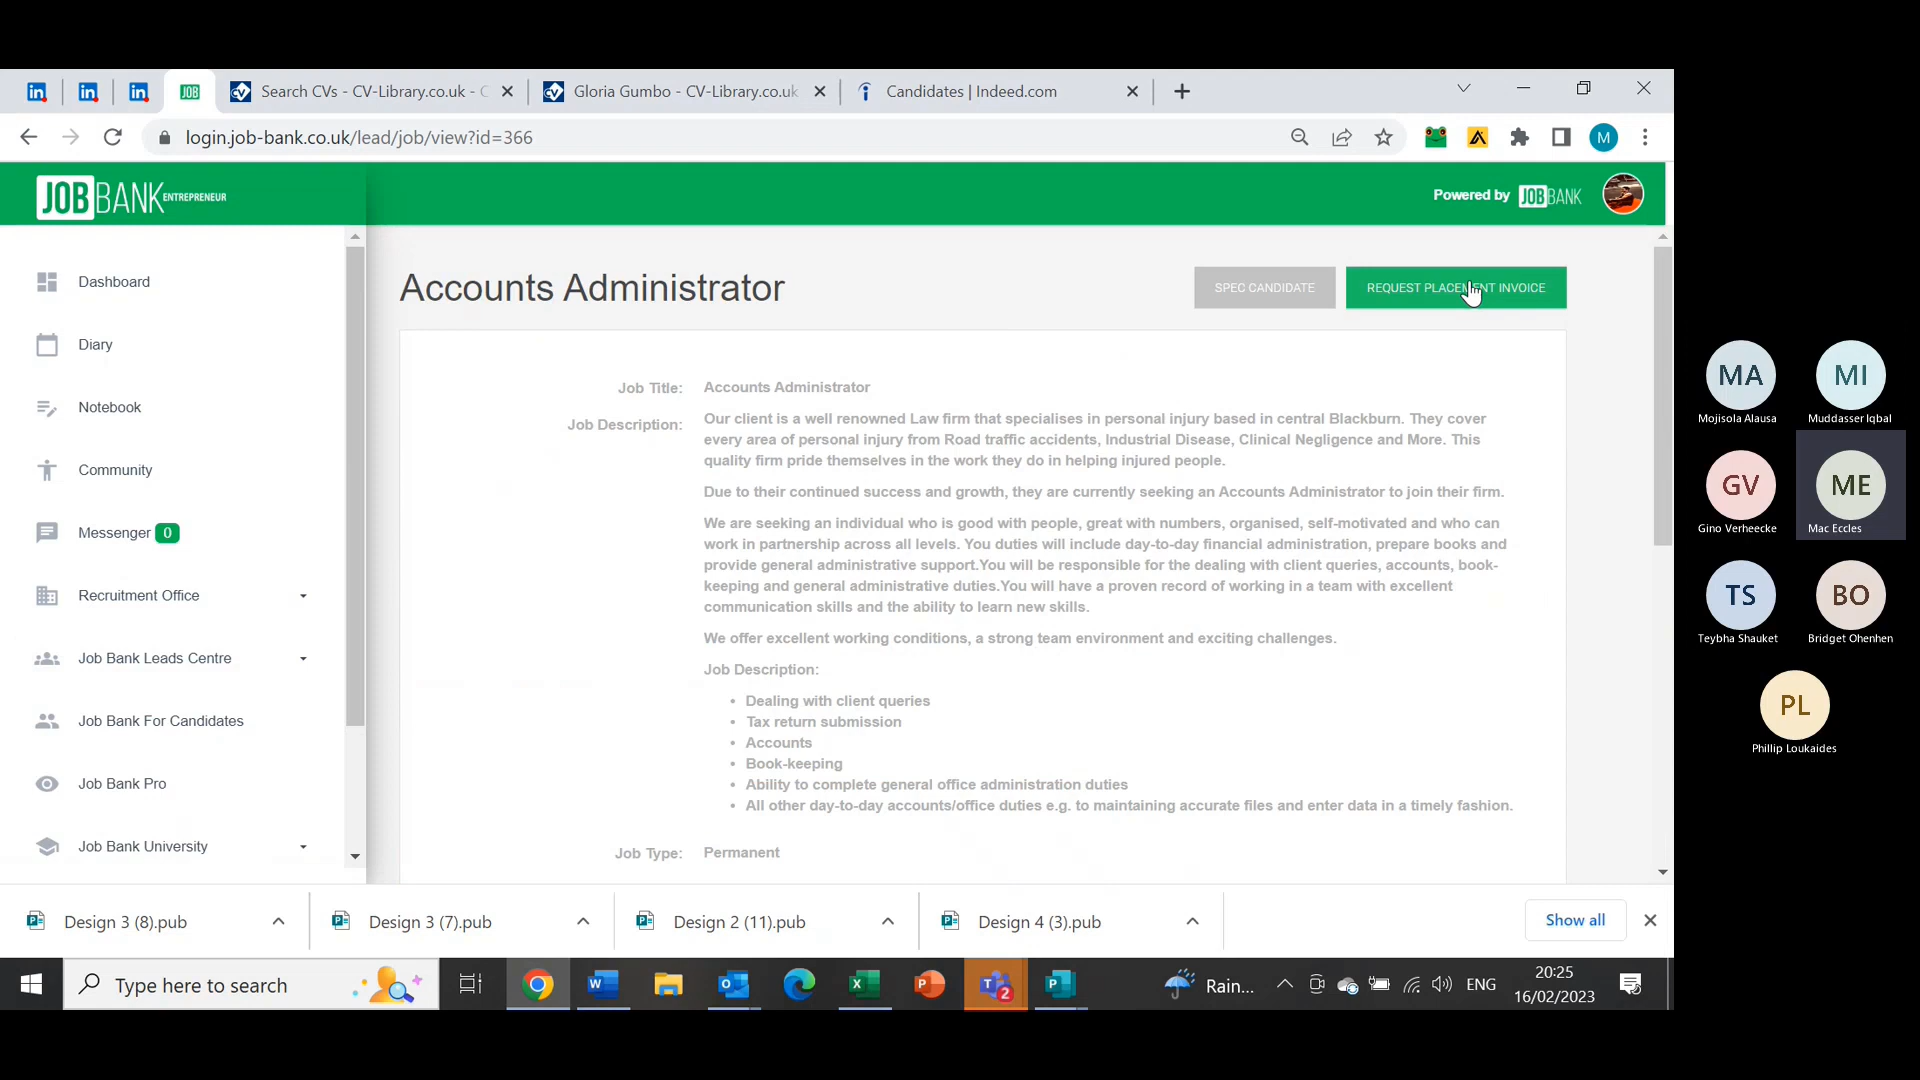 Search CVs - CV-Library.co.uk - C
Gloria Gumbo - CV-Library.co.uk
Candidates | Indeed.com
login.job-bank.co.uk/lead/job/view?id=366
M
JOBBANK ENTREPRENEUR
Powered by JOBBANK
Dashboard
Diary
Notebook
Community
Messenger 0
Recruitment Office
Job Bank Leads Centre
Job Bank For Candidates
Job Bank Pro
Job Bank University
Accounts Administrator
SPEC CANDIDATE
REQUEST PLACEMENT INVOICE
Job Title: Accounts Administrator
Job Description: Our client is a well renowned Law firm that specialises in personal injury based in central Blackburn. They cover
every area of personal injury from Road traffic accidents, Industrial Disease, Clinical Negligence and More. This
quality firm pride themselves in the work they do in helping injured people.
Due to their continued success and growth, they are currently seeking an Accounts Administrator to join their firm.
We are seeking an individual who is good with people, great with numbers, organised, self-motivated and who can
work in partnership across all levels. You duties will include day-to-day financial administration, prepare books and
provide general administrative support.You will be responsible for the dealing with client queries, accounts, book-
keeping and general administrative duties.You will have a proven record of working in a team with excellent
communication skills and the ability to learn new skills.
We offer excellent working conditions, a strong team environment and exciting challenges.
Job Description:
• Dealing with client queries
• Tax return submission
• Accounts
• Book-keeping
• Ability to complete general office administration duties
• All other day-to-day accounts/office duties e.g. to maintaining accurate files and enter data in a timely fashion.
Job Type: Permanent
Design 3 (8).pub
Design 3 (7).pub
Design 2 (11).pub
Design 4 (3).pub
Show all
Type here to search
2
Rain...
ENG
20:25
16/02/2023
MA
Mojisola Alausa
MI
Muddasser Iqbal
GV
Gino Verheecke
ME
Mac Eccles
TS
Teybha Shauket
BO
Bridget Ohenhen
PL
Phillip Loukaides